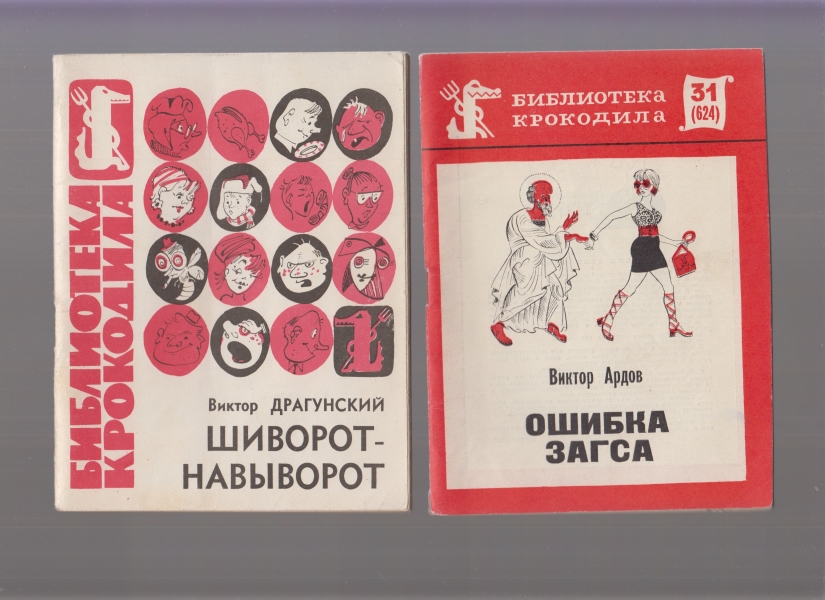 БИБЛИОТЕКА
КРОКОДИЛА
Виктор ДРАГУНСКИЙ
ШИВОРОТ-
НАВЫВОРОТ
БИБЛИОТЕКА
КРОКОДИЛА
31
(624)
Виктор Ардов
ОШИБКА
ЗАГСА